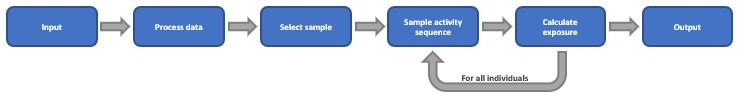 Input
Process data
Select sample
Sample activity
sequence
Calculate
exposure
Output
For all individuals